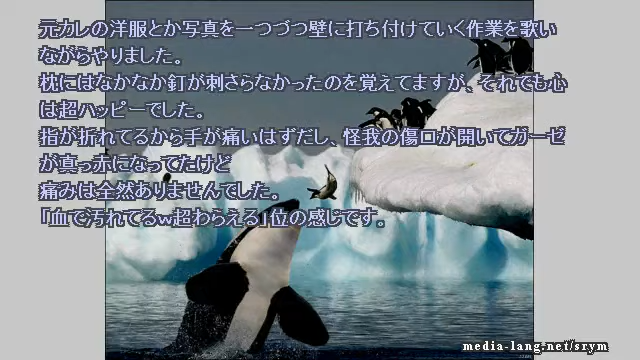 元カレの洋服とか写真を一つづつ壁に打ち付けていく作業を歌い
ながらやりました。
枕にはなかなか釘が刺さらなかったのを覚えてますが、それでも心
は超ハッピーでした。
指が折れてるから手が痛いはずだし、怪我の傷口が開いてガーゼ
が真っ赤になってたけど
痛みは全然ありませんでした。
「血で汚れてるw超わらえる」位の感じです。
media-lang.net/srym